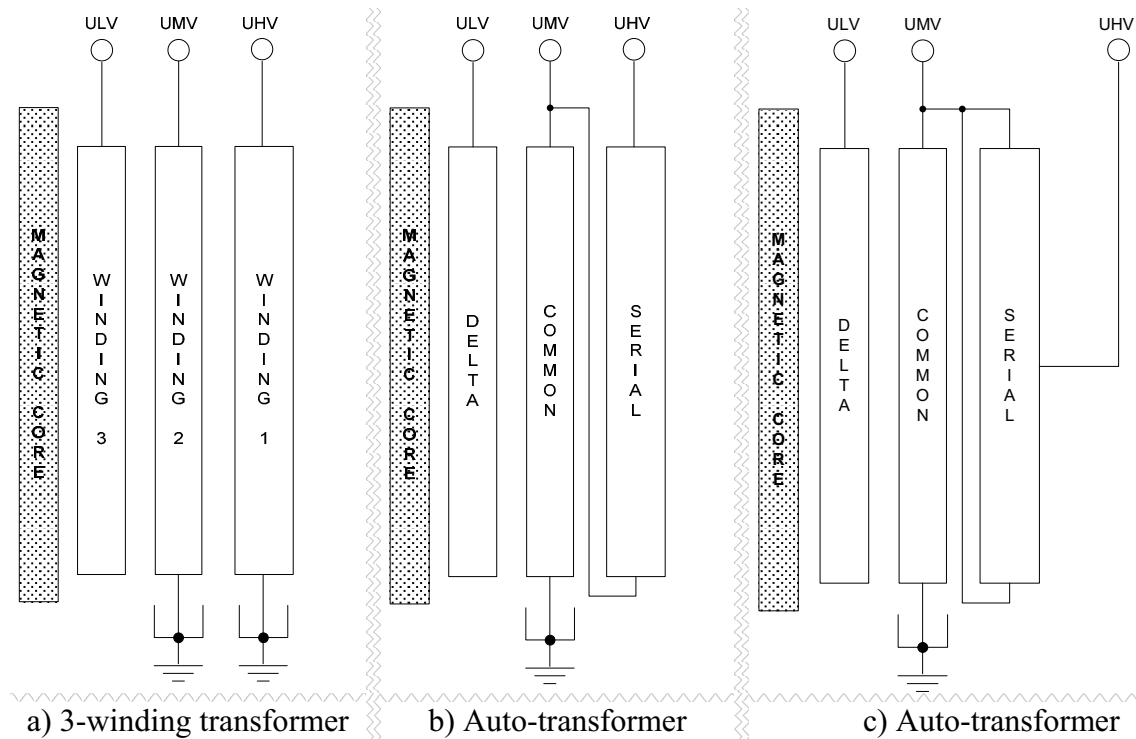 ULV UMV UHV
MAGNETIC CORE
WINDING 3
WINDING 2
WINDING 1
a) 3-winding transformer
ULV UMV UHV
MAGNETIC CORE
DELTA
COMMON
SERIAL
b) Auto-transformer
ULV UMV UHV
MAGNETIC CORE
DELTA
COMMON
SERIAL
c) Auto-transformer